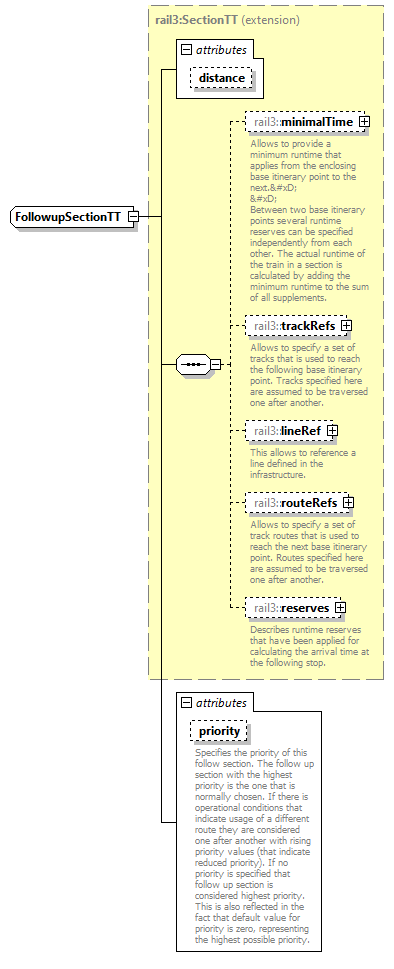 rail3:SectionTT (extension)
attributes
distance
FollowupSectionTT
rail3::minimalTime
Allows to provide a
minimum runtime that
applies from the enclosing
base itinerary point to the
next.&#xD;
&#xD;
Between two base itinerary
points several runtime
reserves can be specified
independently from each
other. The actual runtime of
the train in a section is
calculated by adding the
minimum runtime to the sum
of all supplements.
rail3::trackRefs
Allows to specify a set of
tracks that is used to reach
the following base itinerary
point. Tracks specified here
are assumed to be traversed
one after another.
rail3::lineRef
This allows to reference a
line defined in the
infrastructure.
rail3::routeRefs
Allows to specify a set of
track routes that is used to
reach the next base itinerary
point. Routes specified here
are assumed to be traversed
one after another.
rail3::reserves
Describes runtime reserves
that have been applied for
calculating the arrival time at
the following stop.
attributes
priority
Specifies the priority of this
follow section. The follow up
section with the highest
priority is the one that is
normally chosen. If there is
operational conditions that
indicate usage of a different
route they are considered
one after another with rising
priority values (that indicate
reduced priority). If no
priority is specified that
follow up section is
considered highest priority.
This is also reflected in the
fact that default value for
priority is zero, representing
the highest possible priority.